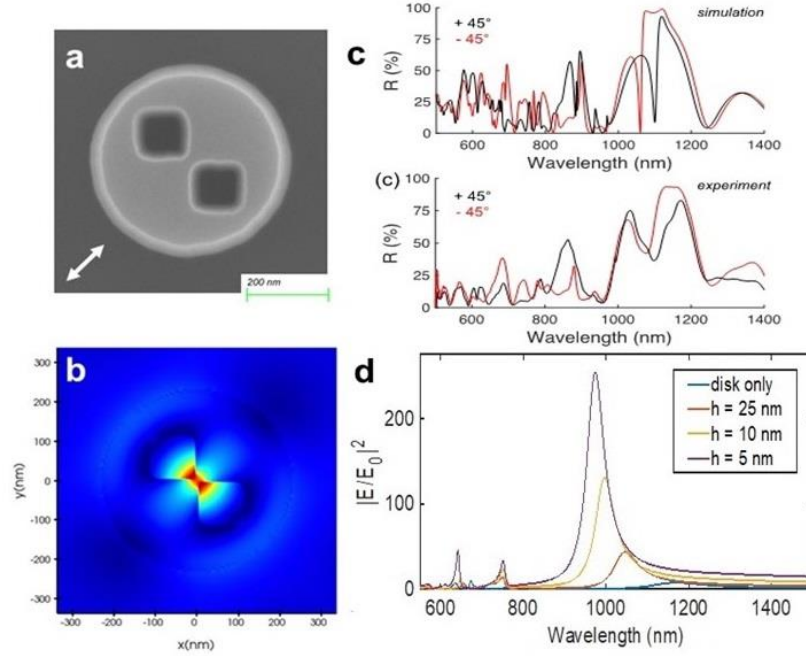 a
200 nm
b
y(nm)
300
200
100
0
-100
-200
-300
-300 -200 -100 0 100 200 300
x(nm)
c
simulation
+ 45°
- 45°
R (%)
100
75
50
25
0
600 800 1000 1200 1400
Wavelength (nm)
(c)
experiment
+ 45°
- 45°
R (%)
100
75
50
25
0
600 800 1000 1200 1400
Wavelength (nm)
d
disk only
h = 25 nm
h = 10 nm
h = 5 nm
|E/E₀|²
200
100
0
600 800 1000 1200 1400
Wavelength (nm)